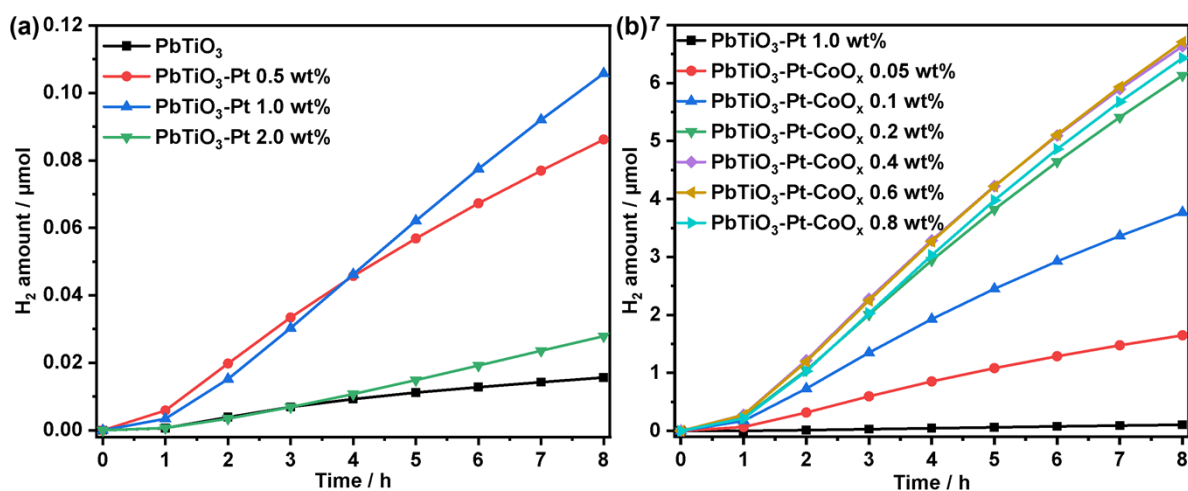 (a)
H₂ amount / μmol
0.12
0.10
0.08
0.06
0.04
0.02
0.00
PbTiO₃
PbTiO₃-Pt 0.5 wt%
PbTiO₃-Pt 1.0 wt%
PbTiO₃-Pt 2.0 wt%
0 1 2 3 4 5 6 7 8
Time / h
(b)
H₂ amount / μmol
7
6
5
4
3
2
1
0
PbTiO₃-Pt 1.0 wt%
PbTiO₃-Pt-CoOₓ 0.05 wt%
PbTiO₃-Pt-CoOₓ 0.1 wt%
PbTiO₃-Pt-CoOₓ 0.2 wt%
PbTiO₃-Pt-CoOₓ 0.4 wt%
PbTiO₃-Pt-CoOₓ 0.6 wt%
PbTiO₃-Pt-CoOₓ 0.8 wt%
0 1 2 3 4 5 6 7 8
Time / h